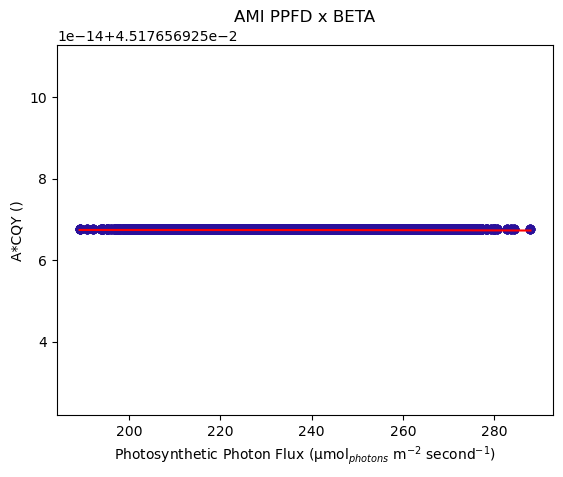 AMI PPFD x BETA
1e−14+4.517656925e−2
10
8
6
4
A*CQY ()
200 220 240 260 280
Photosynthetic Photon Flux (μmol$_{photons}$ m$^{-2}$ second$^{-1}$)